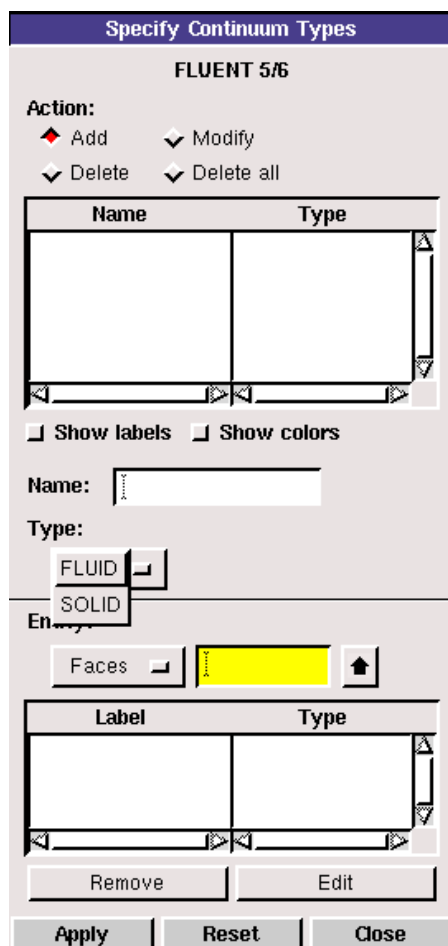 Specify Continuum Types
FLUENT 5/6
Action:
Add Modify
Delete Delete all
Name Type
Show labels Show colors
Name:
Type:
FLUID
SOLID
Faces
Label Type
Remove Edit
Apply Reset Close